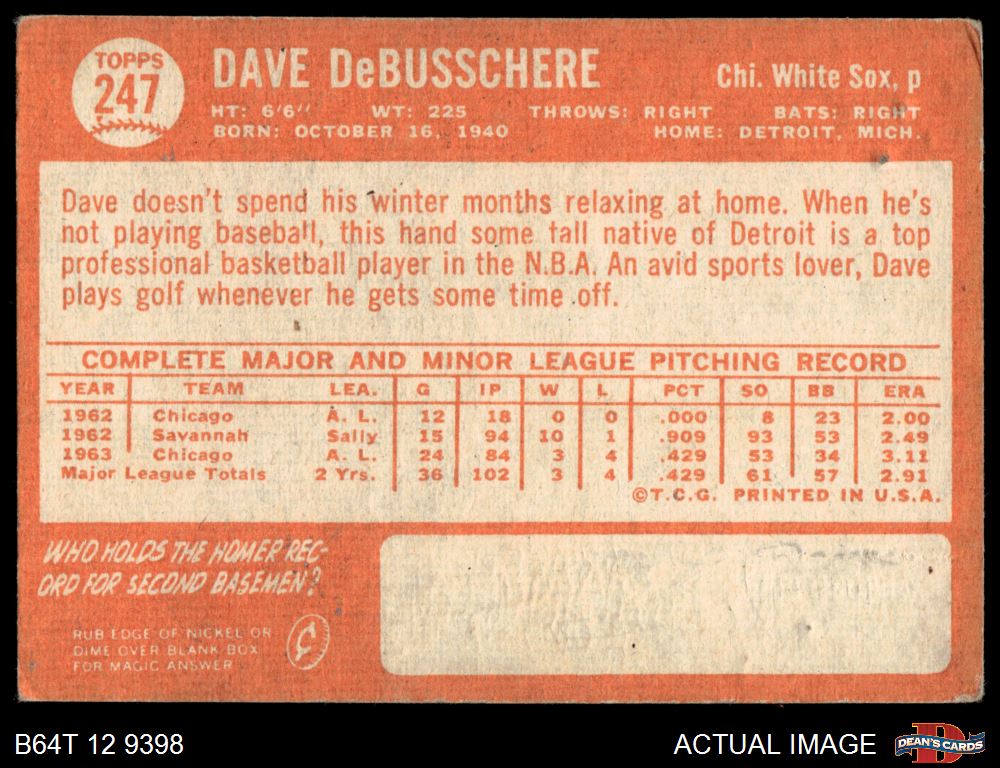 TOPPS
247
DAVE DeBUSSCHERE
Chi. White Sox, p
HT: 6'6" WT: 225 THROWS: RIGHT BATS: RIGHT
BORN: OCTOBER 16, 1940 HOME: DETROIT, MICH.
Dave doesn't spend his winter months relaxing at home. When he's
not playing baseball, this hand some tall native of Detroit is a top
professional basketball player in the N.B.A. An avid sports lover, Dave
plays golf whenever he gets some time off.
COMPLETE MAJOR AND MINOR LEAGUE PITCHING RECORD
YEAR TEAM LEA. G IP W L PCT SO BB ERA
1962 Chicago A. L. 12 18 0 0 .000 8 23 2.00
1962 Savannah Sally 15 94 10 1 .909 93 53 2.49
1963 Chicago A. L. 24 84 3 4 .429 53 34 3.11
Major League Totals 2 Yrs. 36 102 3 4 .429 61 57 2.91
©T.C.G. PRINTED IN U.S.A.
WHO HOLDS THE HOMER REC-
ORD FOR SECOND BASEMEN?
RUB EDGE OF NICKEL OR
DIME OVER BLANK BOX
FOR MAGIC ANSWER
¢
B64T 12 9398
ACTUAL IMAGE
DEAN'S CARDS